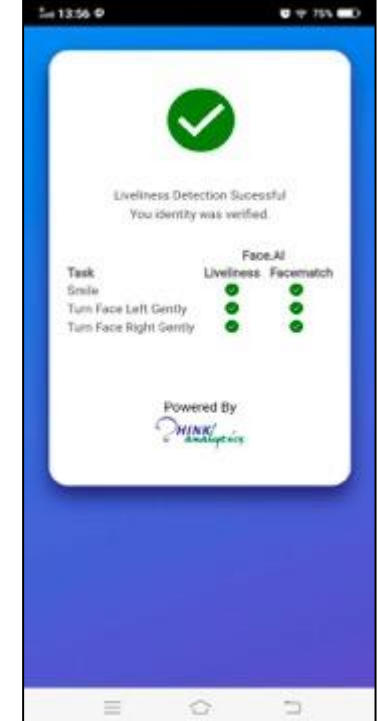 13:56
75%
Liveliness Detection Sucessful
You identity was verified.
Face.AI
Task Liveliness Facematch
Smile
Turn Face Left Gently
Turn Face Right Gently
Powered By
THINK
analytics